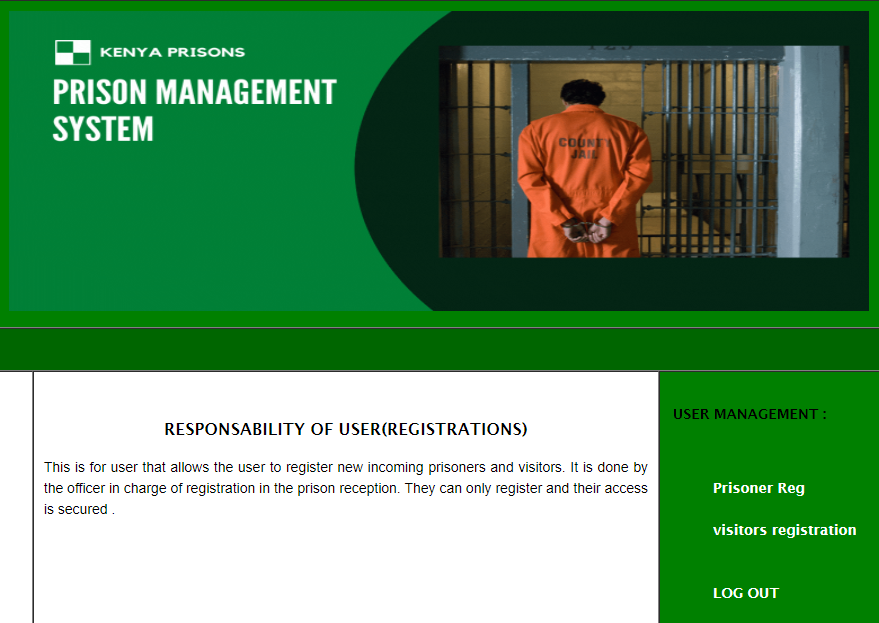 KENYA PRISONS
PRISON MANAGEMENT
SYSTEM
COUNTY
JAIL
RESPONSABILITY OF USER(REGISTRATIONS)
This is for user that allows the user to register new incoming prisoners and visitors. It is done by
the officer in charge of registration in the prison reception. They can only register and their access
is secured .
USER MANAGEMENT :
Prisoner Reg
visitors registration
LOG OUT